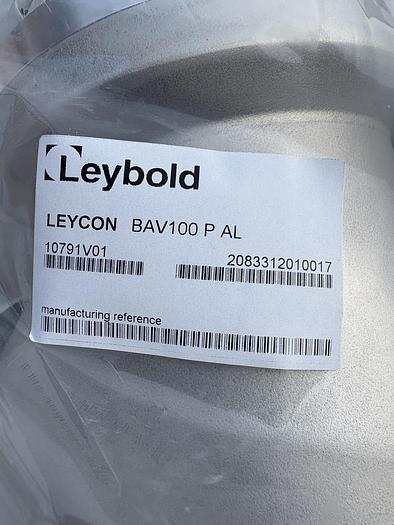 Leybold
LEYCON BAV100 P AL
10791V01
2083312010017
manufacturing reference